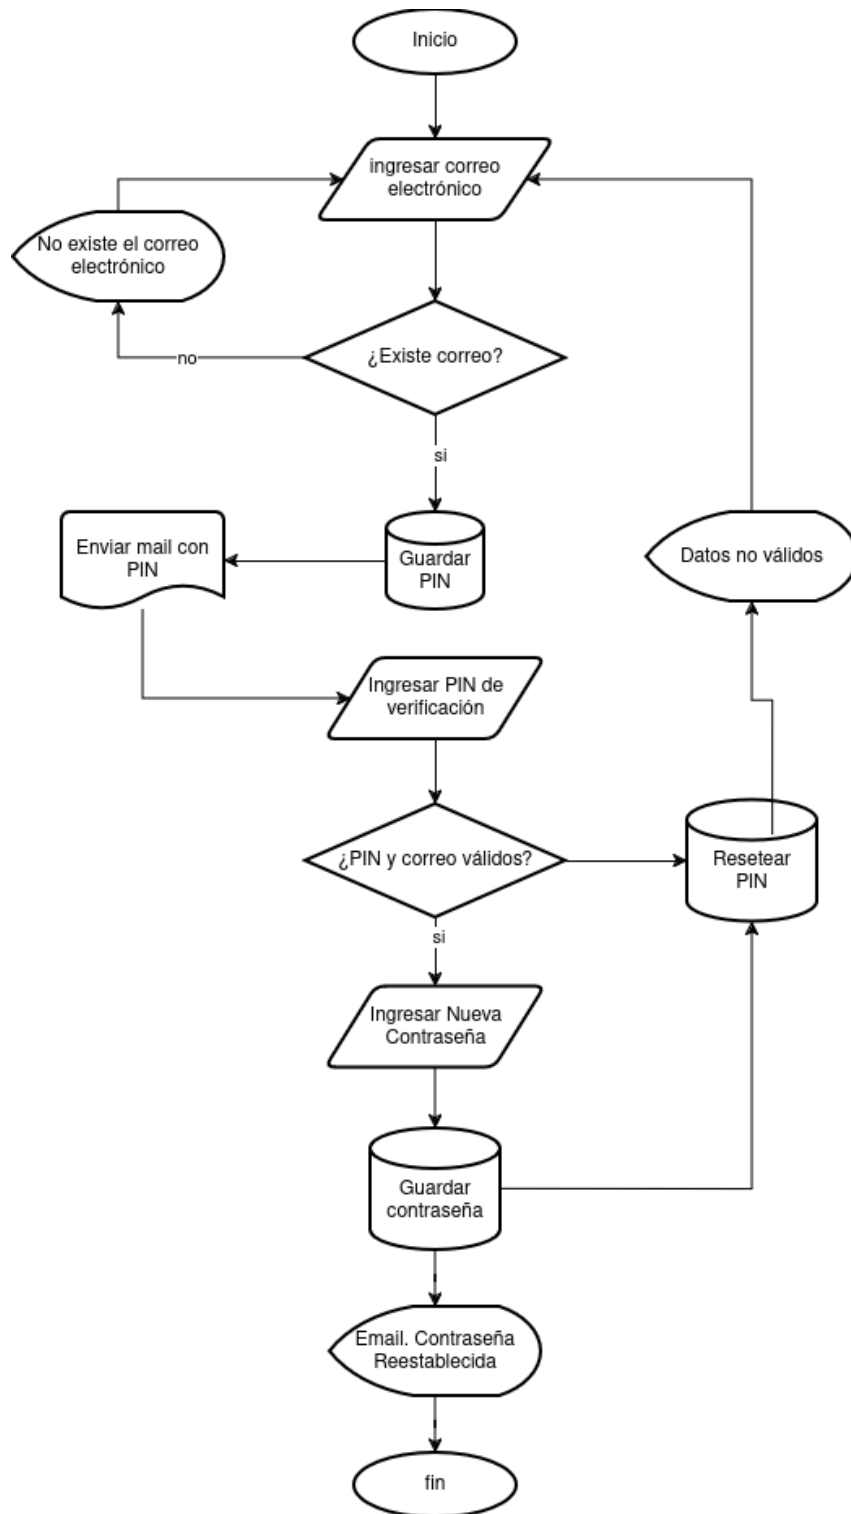 Inicio
ingresar correo
electrónico
No existe el correo
electrónico
¿Existe correo?
no
si
Enviar mail con
PIN
Guardar
PIN
Datos no válidos
Ingresar PIN de
verificación
¿PIN y correo válidos?
Resetear
PIN
si
Ingresar Nueva
Contraseña
Guardar
contraseña
Email. Contraseña
Reestablecida
fin